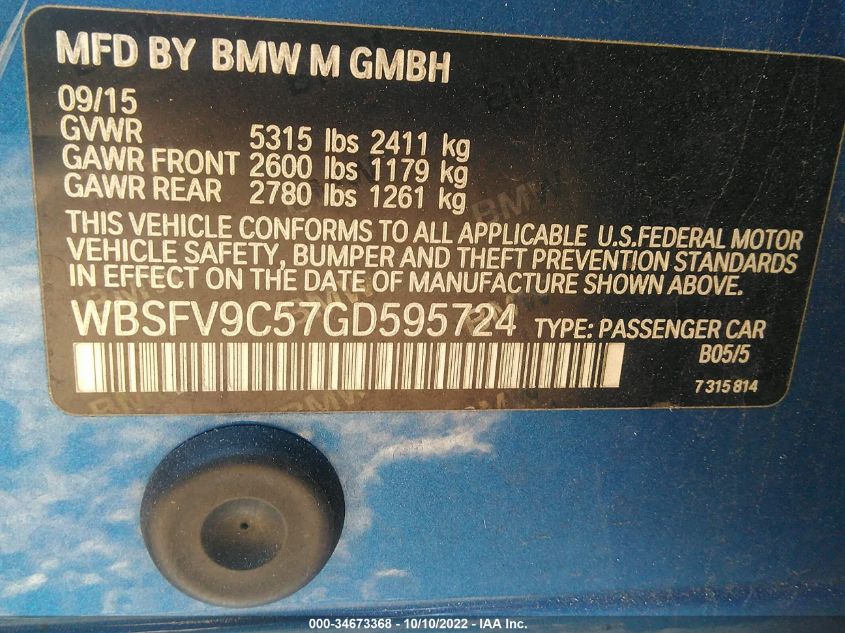 MFD BY BMW M GMBH
09/15
GVWR 5315 lbs 2411 kg
GAWR FRONT 2600 lbs 1179 kg
GAWR REAR 2780 lbs 1261 kg
THIS VEHICLE CONFORMS TO ALL APPLICABLE U.S.FEDERAL MOTOR
VEHICLE SAFETY, BUMPER AND THEFT PREVENTION STANDARDS
IN EFFECT ON THE DATE OF MANUFACTURE SHOWN ABOVE.
WBSFV9C57GD595724 TYPE: PASSENGER CAR
B05/5
7 315 814
000-34673368 - 10/10/2022 - IAA Inc.